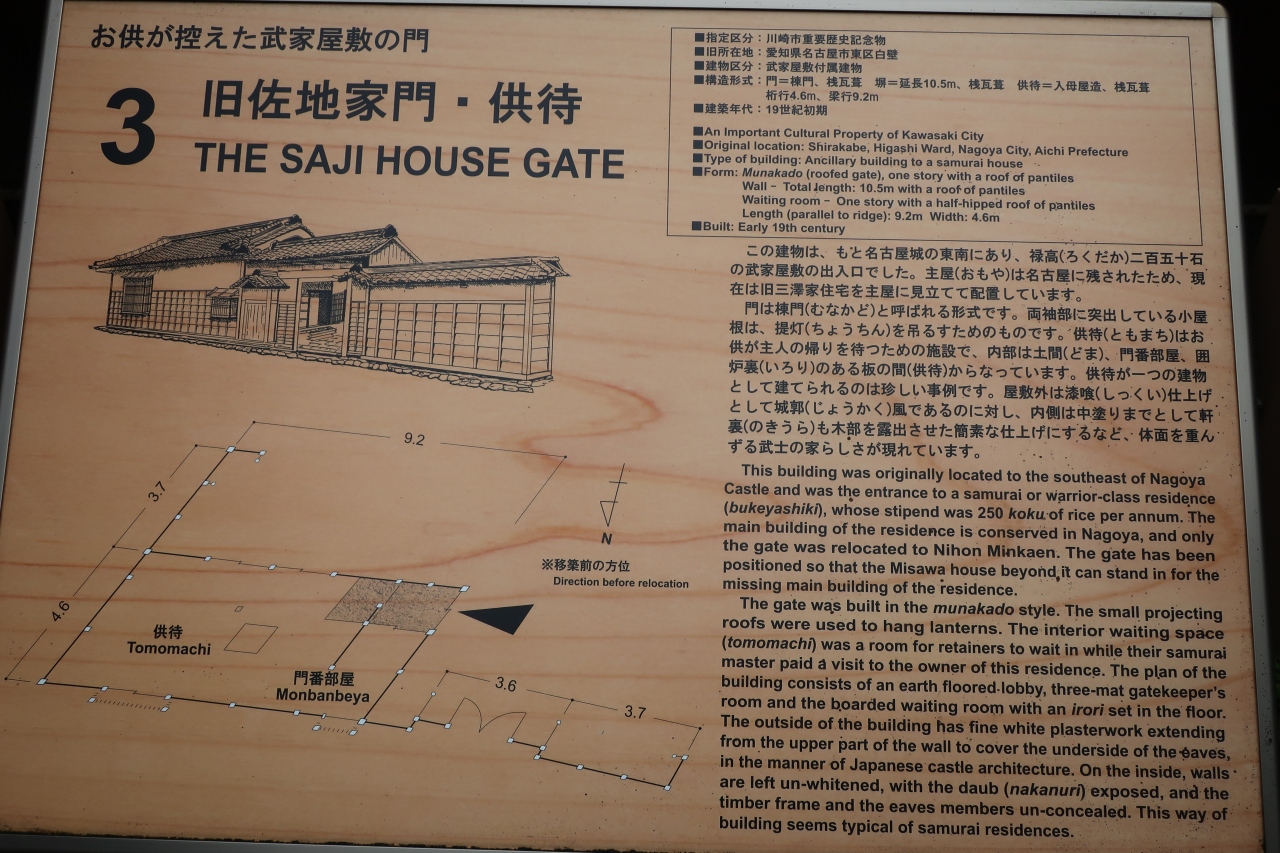 お供が控えた武家屋敷の門
3
旧佐地家門・供待
THE SAJI HOUSE GATE
■指定区分：川崎市重要歴史記念物
■旧所在地：愛知県名古屋市東区白壁
■建物区分：武家屋敷付属建物
■構造形式：門＝棟門、桟瓦葺　塀＝延長10.5m、桟瓦葺　供待＝入母屋造、桟瓦葺
桁行4.6m、梁行9.2m
■建築年代：19世紀初期
■An Important Cultural Property of Kawasaki City
■Original location: Shirakabe, Higashi Ward, Nagoya City, Aichi Prefecture
■Type of building: Ancillary building to a samurai house
■Form: Munakado (roofed gate), one story with a roof of pantiles
Wall – Total length: 10.5m with a roof of pantiles
Waiting room – One story with a half-hipped roof of pantiles
Length (parallel to ridge): 9.2m Width: 4.6m
■Built: Early 19th century
この建物は、もと名古屋城の東南にあり、禄高(ろくだか)二百五十石
の武家屋敷の出入口でした。主屋(おもや)は名古屋に残されたため、現
在は旧三澤家住宅を主屋に見立てて配置しています。
門は棟門(むなかど)と呼ばれる形式です。両袖部に突出している小屋
根は、提灯(ちょうちん)を吊るすためのものです。供待(ともまち)はお
供が主人の帰りを待つための施設で、内部は土間(どま)、門番部屋、囲
炉裏(いろり)のある板の間(供待)からなっています。供待が一つの建物
として建てられるのは珍しい事例です。屋敷外は漆喰(しっくい)仕上げ
として城郭(じょうかく)風であるのに対し、内側は中塗りまでとして軒
裏(のきうら)も木部を露出させた簡素な仕上げにするなど、体面を重ん
ずる武士の家らしさが現れています。
This building was originally located to the southeast of Nagoya
Castle and was the entrance to a samurai or warrior-class residence
(bukeyashiki), whose stipend was 250 koku of rice per annum. The
main building of the residence is conserved in Nagoya, and only
the gate was relocated to Nihon Minkaen. The gate has been
positioned so that the Misawa house beyond it can stand in for the
missing main building of the residence.
The gate was built in the munakado style. The small projecting
roofs were used to hang lanterns. The interior waiting space
(tomomachi) was a room for retainers to wait in while their samurai
master paid a visit to the owner of this residence. The plan of the
building consists of an earth floored lobby, three-mat gatekeeper's
room and the boarded waiting room with an irori set in the floor.
The outside of the building has fine white plasterwork extending
from the upper part of the wall to cover the underside of the eaves,
in the manner of Japanese castle architecture. On the inside, walls
are left un-whitened, with the daub (nakanuri) exposed, and the
timber frame and the eaves members un-concealed. This way of
building seems typical of samurai residences.
9.2
3.7
4.6
N
※移築前の方位
Direction before relocation
供待
Tomomachi
門番部屋
Monbanbeya
3.6
3.7